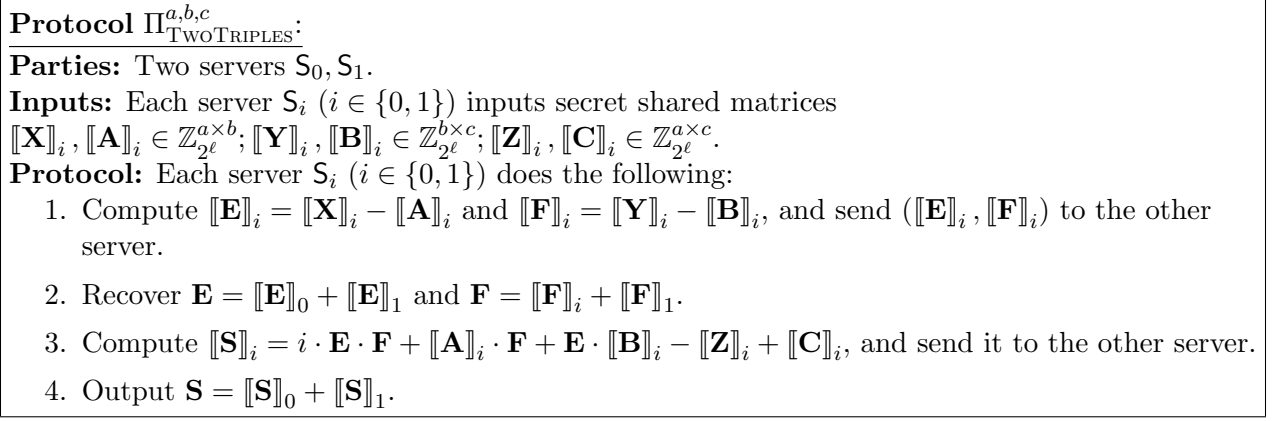 Protocol Π^{a,b,c}_{TwoTriples}:
Parties: Two servers S_0, S_1.
Inputs: Each server S_i (i ∈ {0, 1}) inputs secret shared matrices
⟦X⟧_i, ⟦A⟧_i ∈ ℤ_{2^ℓ}^{a×b}; ⟦Y⟧_i, ⟦B⟧_i ∈ ℤ_{2^ℓ}^{b×c}; ⟦Z⟧_i, ⟦C⟧_i ∈ ℤ_{2^ℓ}^{a×c}.
Protocol: Each server S_i (i ∈ {0, 1}) does the following:
1. Compute ⟦E⟧_i = ⟦X⟧_i − ⟦A⟧_i and ⟦F⟧_i = ⟦Y⟧_i − ⟦B⟧_i, and send (⟦E⟧_i, ⟦F⟧_i) to the other
server.
2. Recover E = ⟦E⟧_0 + ⟦E⟧_1 and F = ⟦F⟧_i + ⟦F⟧_1.
3. Compute ⟦S⟧_i = i · E · F + ⟦A⟧_i · F + E · ⟦B⟧_i − ⟦Z⟧_i + ⟦C⟧_i, and send it to the other server.
4. Output S = ⟦S⟧_0 + ⟦S⟧_1.